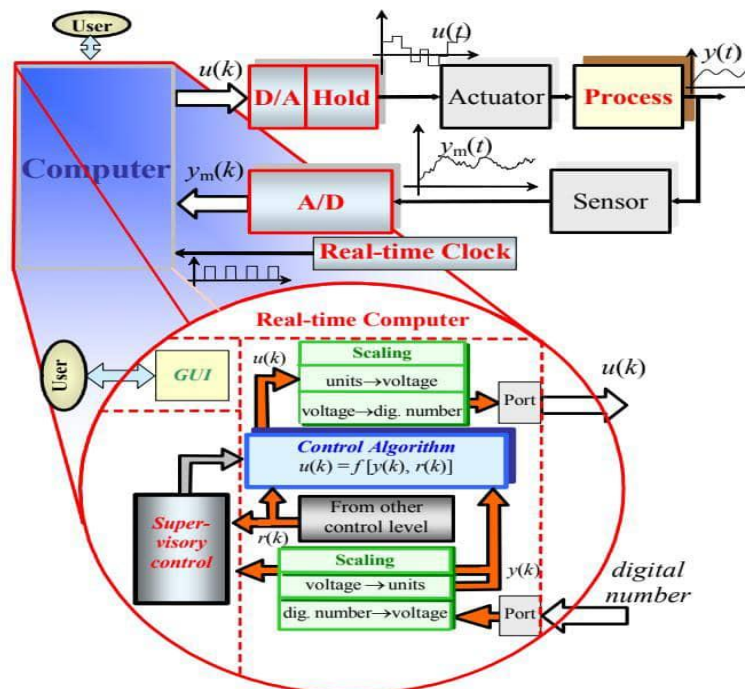 User
u(k)
D/A Hold
u(t)
Actuator
Process
y(t)
Computer
yₘ(k)
A/D
yₘ(t)
Sensor
Real-time Clock
Real-time Computer
User
GUI
u(k)
Scaling
units→voltage
voltage→dig. number
Port
u(k)
Control Algorithm
u(k) = f [y(k), r(k)]
Super-
visory
control
r(k)
From other
control level
Scaling
voltage→units
dig. number→voltage
y(k)
Port
digital
number